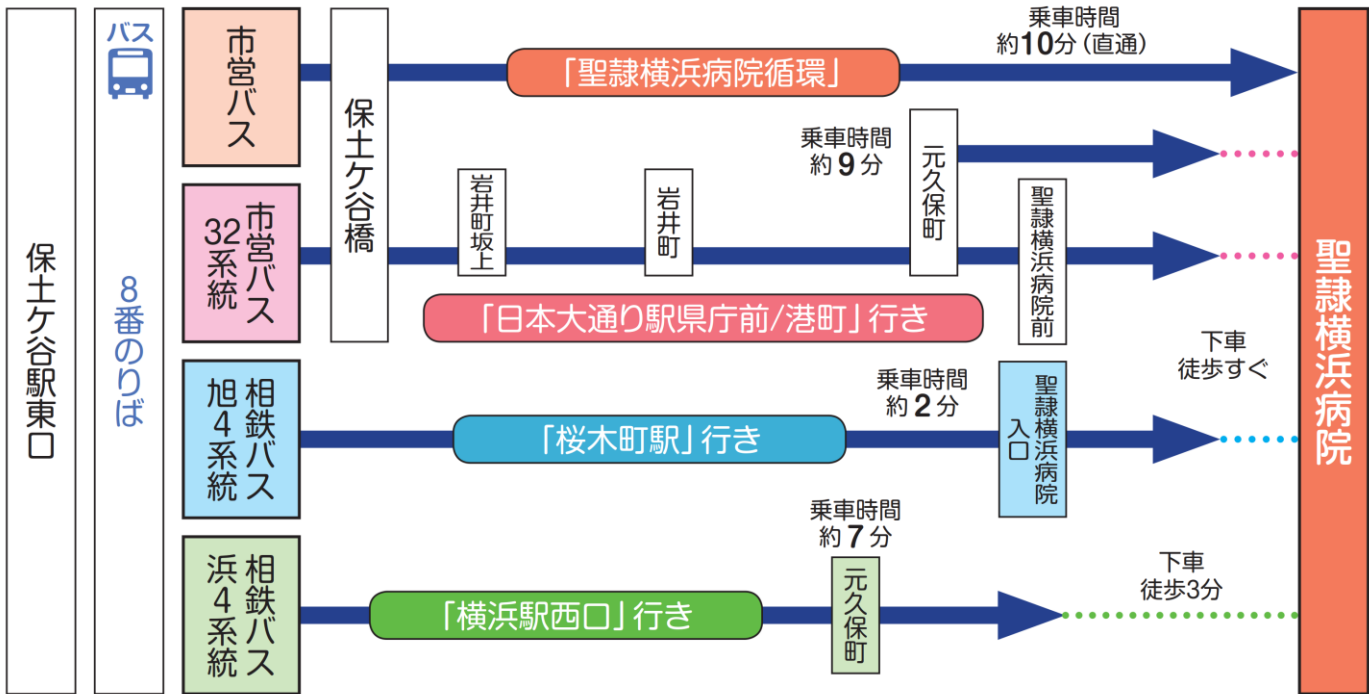 保土ケ谷駅東口
バス
8番のりば
市営バス
保土ケ谷橋
「聖隷横浜病院循環」
乗車時間
約10分(直通)
市営バス
32系統
岩井町坂上
岩井町
乗車時間
約9分
元久保町
聖隷横浜病院前
「日本大通り駅県庁前/港町」行き
相鉄バス
旭4系統
「桜木町駅」行き
乗車時間
約2分
聖隷横浜病院
入口
下車
徒歩すぐ
相鉄バス
浜4系統
「横浜駅西口」行き
乗車時間
約7分
元久保町
下車
徒歩3分
聖隷横浜病院